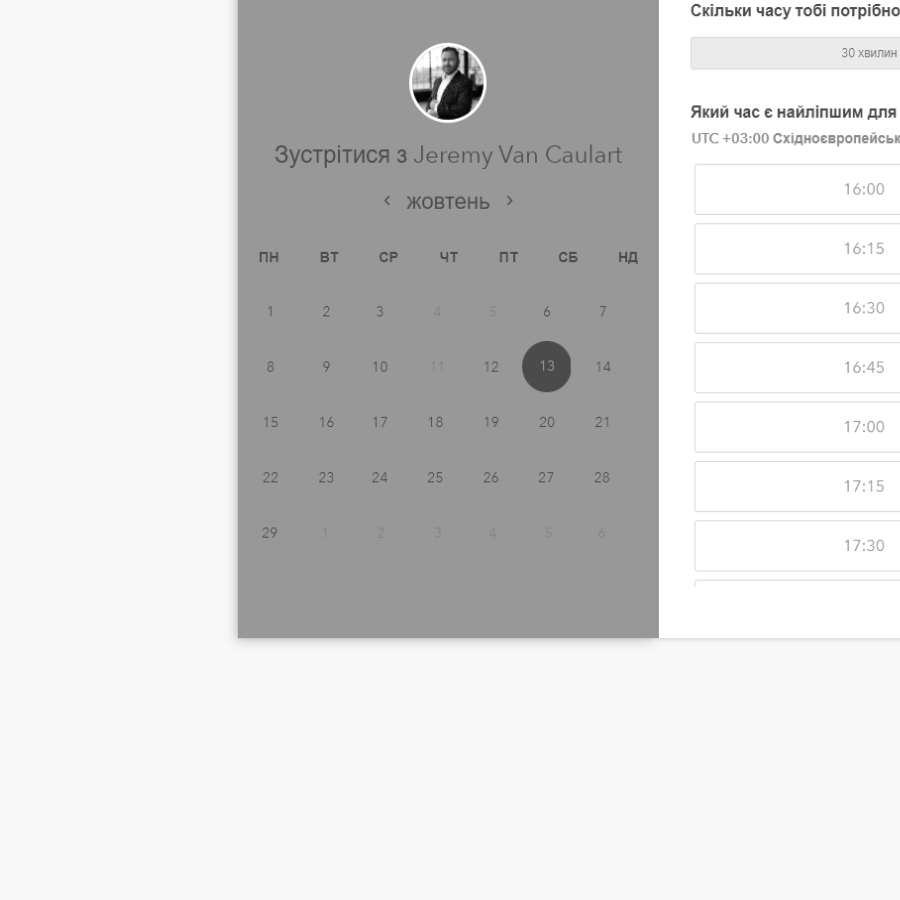 Зустрітися з Jeremy Van Caulart
‹ жовтень ›
ПН ВТ СР ЧТ ПТ СБ НД
1 2 3 4 5 6 7
8 9 10 11 12 13 14
15 16 17 18 19 20 21
22 23 24 25 26 27 28
29 1 2 3 4 5 6
Скільки часу тобі потрібно
30 хвилин
Який час є найліпшим для
UTC +03:00 Східноєвропейськ
16:00
16:15
16:30
16:45
17:00
17:15
17:30